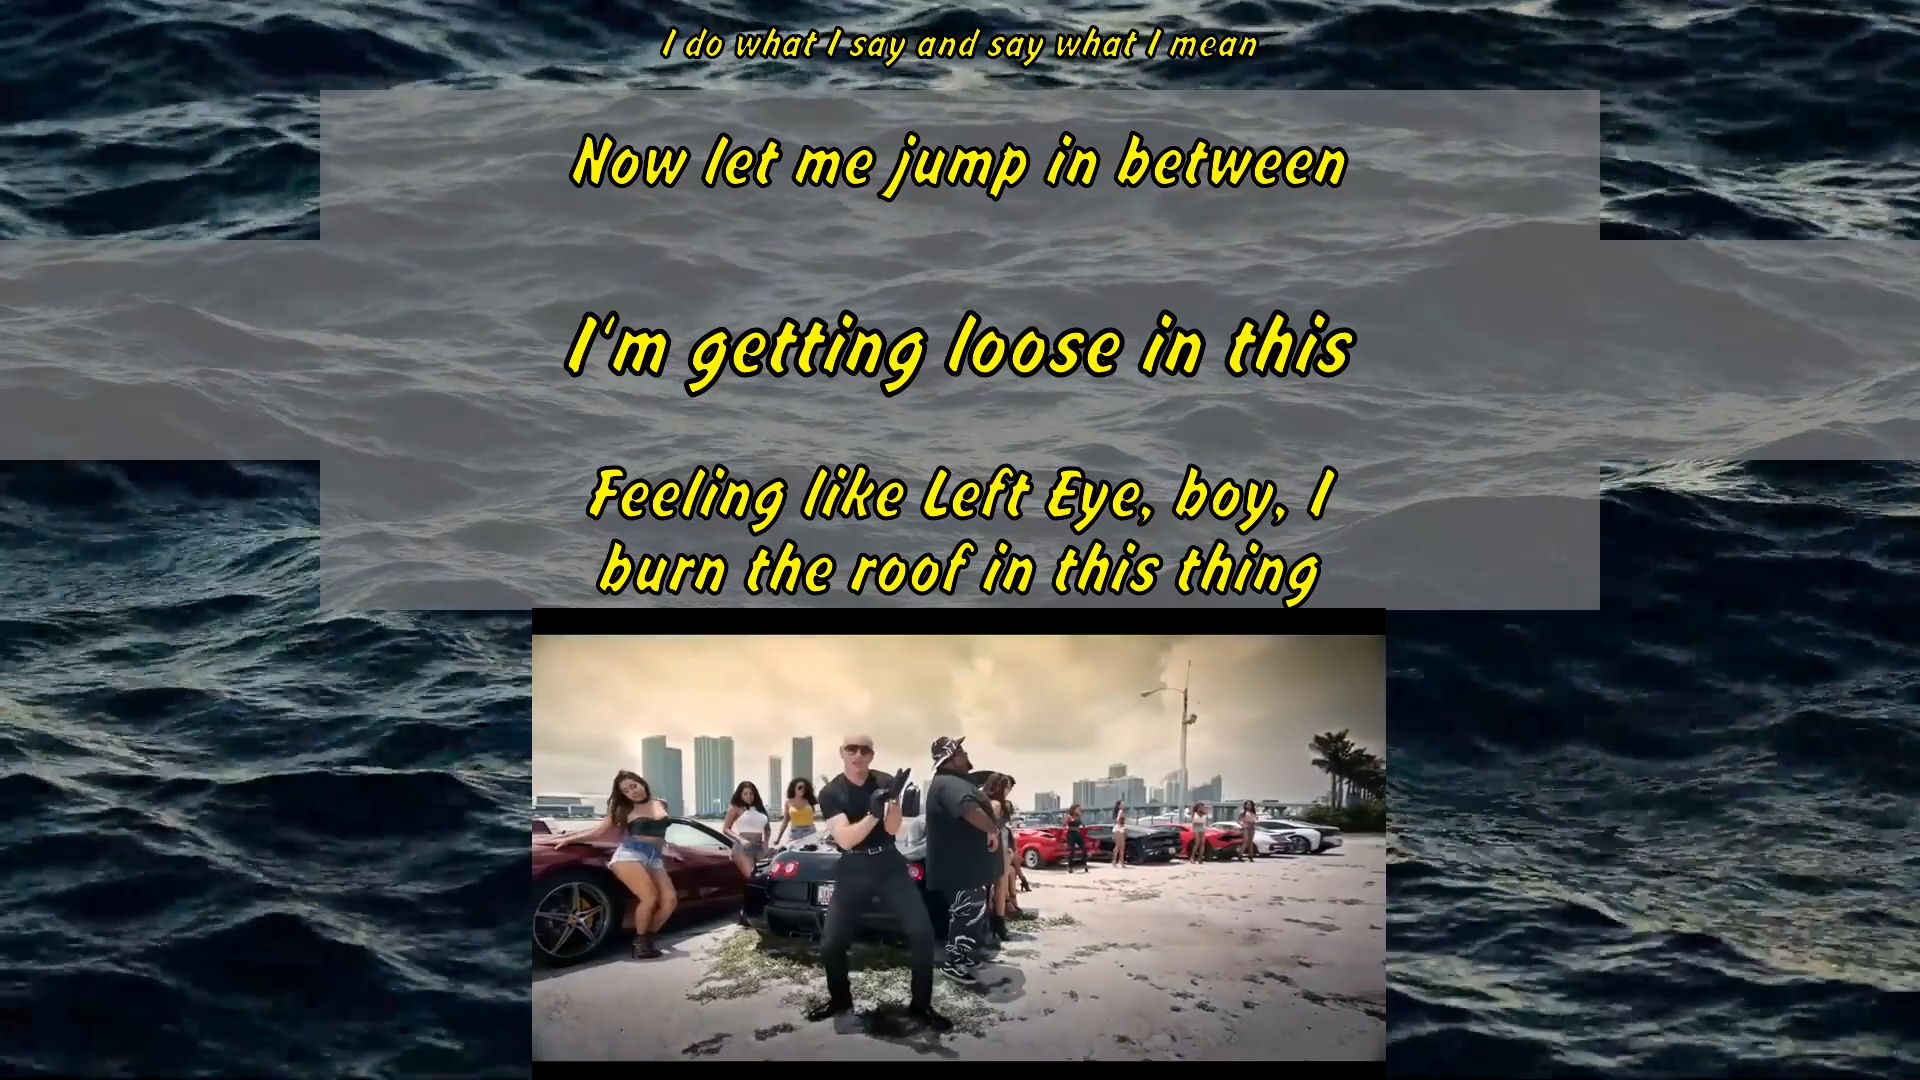 I do what I say and say what I mean
Now let me jump in between
I'm getting loose in this
Feeling like Left Eye, boy, I
burn the roof in this thing